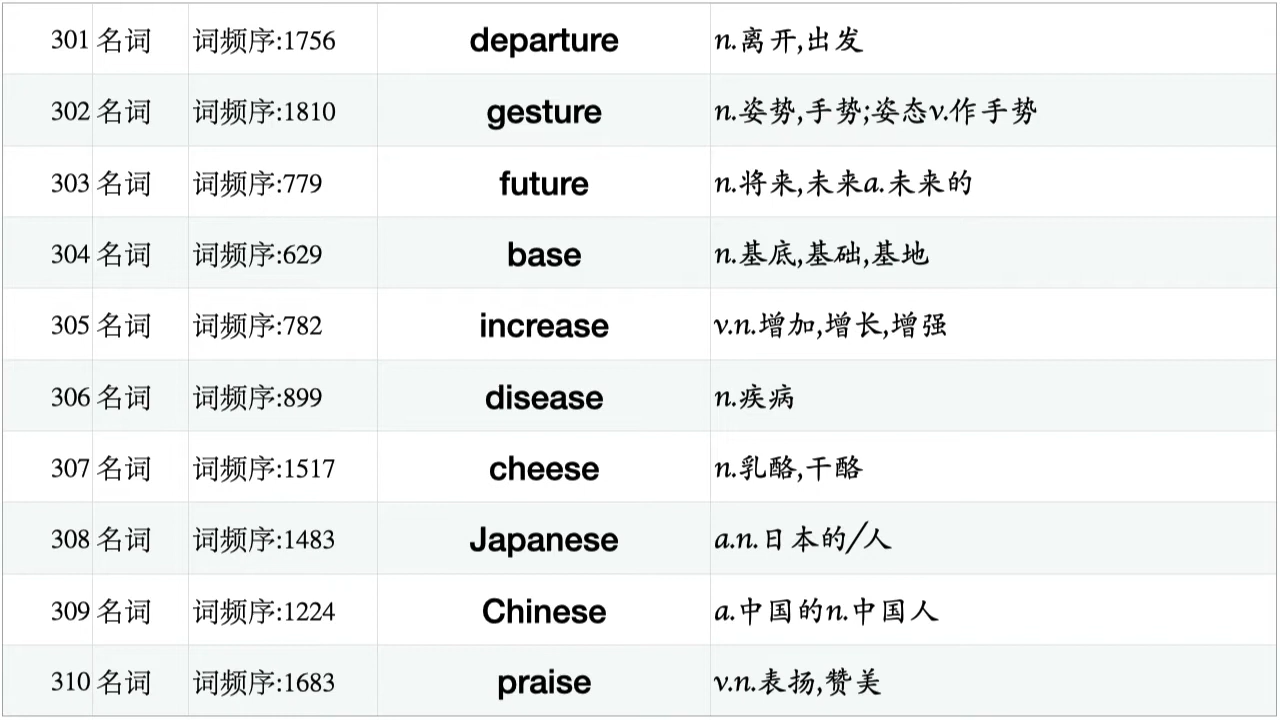 301 名词 词频序:1756 departure n.离开,出发
302 名词 词频序:1810 gesture n.姿势,手势;姿态v.作手势
303 名词 词频序:779 future n.将来,未来a.未来的
304 名词 词频序:629 base n.基底,基础,基地
305 名词 词频序:782 increase v.n.增加,增长,增强
306 名词 词频序:899 disease n.疾病
307 名词 词频序:1517 cheese n.乳酪,干酪
308 名词 词频序:1483 Japanese a.n.日本的/人
309 名词 词频序:1224 Chinese a.中国的n.中国人
310 名词 词频序:1683 praise v.n.表扬,赞美